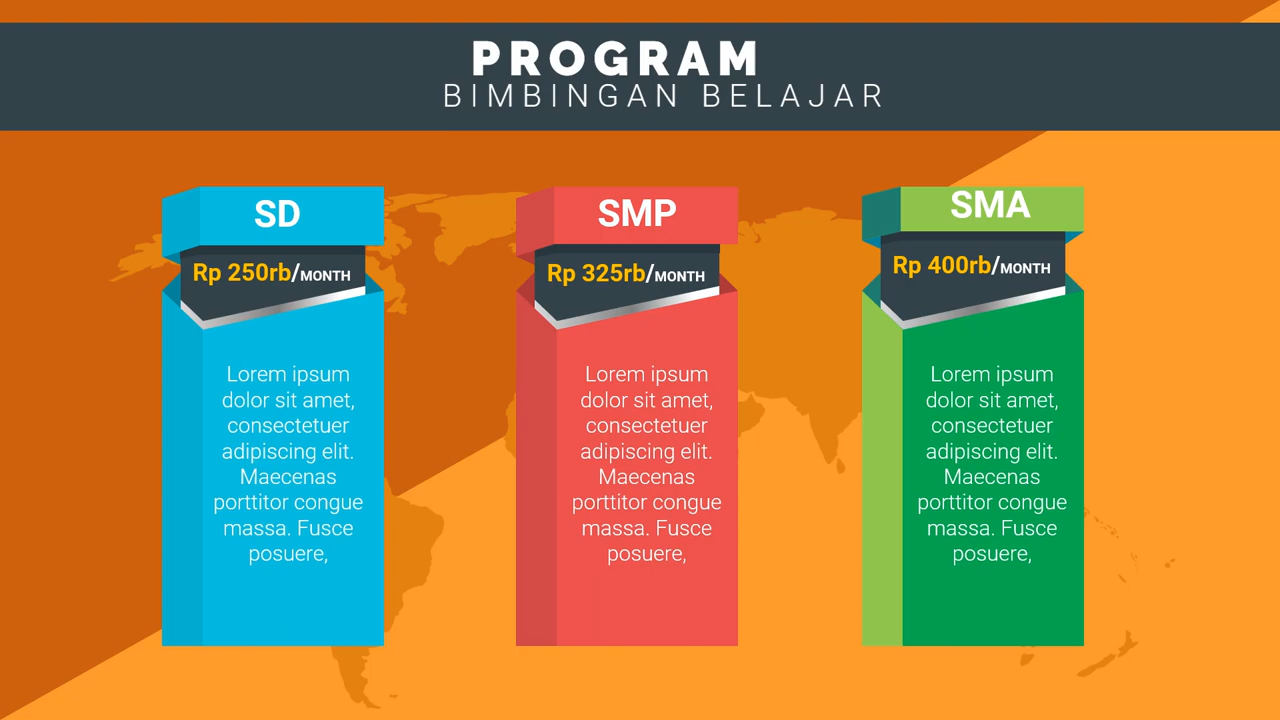 PROGRAM
BIMBINGAN BELAJAR
SD
Rp 250rb/MONTH
Lorem ipsum
dolor sit amet,
consectetuer
adipiscing elit.
Maecenas
porttitor congue
massa. Fusce
posuere,
SMP
Rp 325rb/MONTH
Lorem ipsum
dolor sit amet,
consectetuer
adipiscing elit.
Maecenas
porttitor congue
massa. Fusce
posuere,
SMA
Rp 400rb/MONTH
Lorem ipsum
dolor sit amet,
consectetuer
adipiscing elit.
Maecenas
porttitor congue
massa. Fusce
posuere,